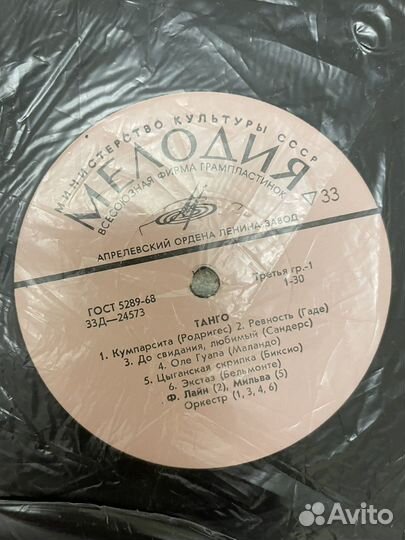 МИНИСТЕРСТВО КУЛЬТУРЫ СССР
МЕЛОДИЯ
ВСЕСОЮЗНАЯ ФИРМА ГРАМПЛАСТИНОК
33
АПРЕЛЕВСКИЙ ОРДЕНА ЛЕНИНА ЗАВОД
ГОСТ 5289-68
33Д—24573
Третья гр.-1
1-30
ТАНГО
1. Кумпарсита (Родригес) 2. Ревность (Гаде)
3. До свидания, любимый (Сандерс)
4. Оле Гуапа (Маландо)
5. Цыганская скрипка (Биксио)
6. Экстаз (Бельмонте)
Ф. Лайн (2), Мильва (5)
Оркестр (1, 3, 4, 6)
Avito